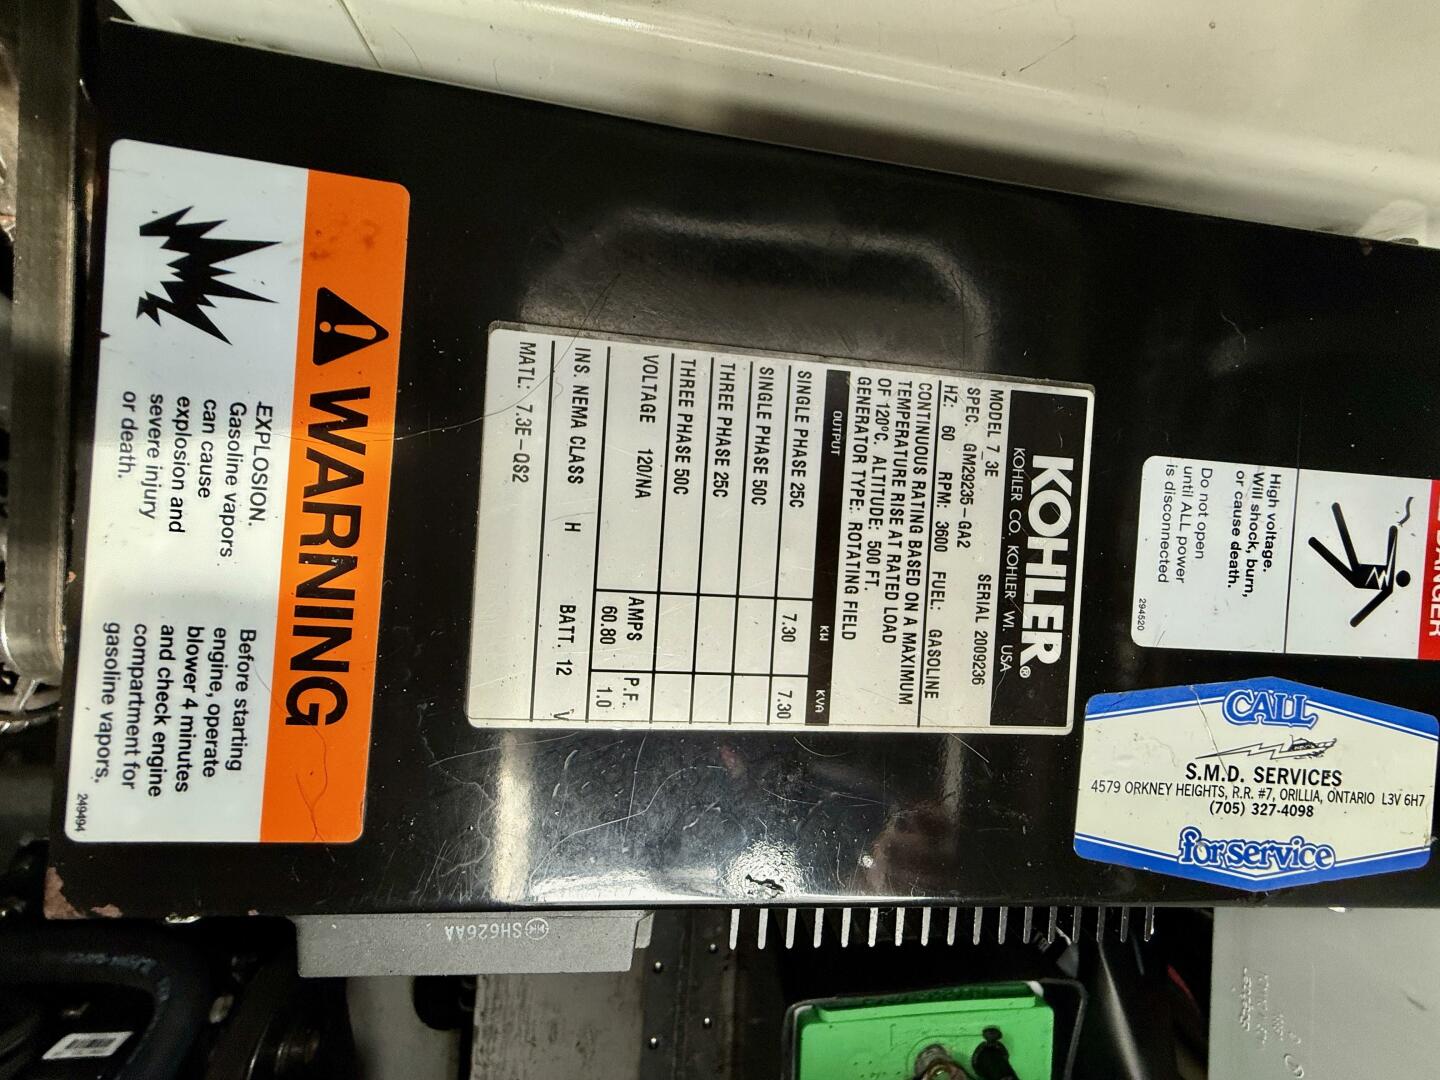 WARNING
EXPLOSION.
Gasoline vapors
can cause
explosion and
severe injury
or death.
Before starting
engine, operate
blower 4 minutes
and check engine
compartment for
gasoline vapors.
249494
KOHLER®
KOHLER CO. KOHLER WI. USA
MODEL 7.3E
SPEC. GM29235-GA2 SERIAL 2009236
HZ: 60 RPM: 3600 FUEL: GASOLINE
CONTINUOUS RATING BASED ON A MAXIMUM
TEMPERATURE RISE AT RATED LOAD
OF 120ºC. ALTITUDE: 500 FT.
GENERATOR TYPE: ROTATING FIELD
OUTPUT KW KVA
SINGLE PHASE 25C 7.30 7.30
SINGLE PHASE 50C
THREE PHASE 25C
THREE PHASE 50C
VOLTAGE 120/NA AMPS P.F.
60.80 1.0
INS. NEMA CLASS H BATT. 12 V
MATL: 7.3E-QS2
DANGER
High voltage.
Will shock, burn,
or cause death.
Do not open
until ALL power
is disconnected
294520
CALL
S.M.D. SERVICES
4579 ORKNEY HEIGHTS, R.R. #7, ORILLIA, ONTARIO L3V 6H7
(705) 327-4098
for service
SH626AA